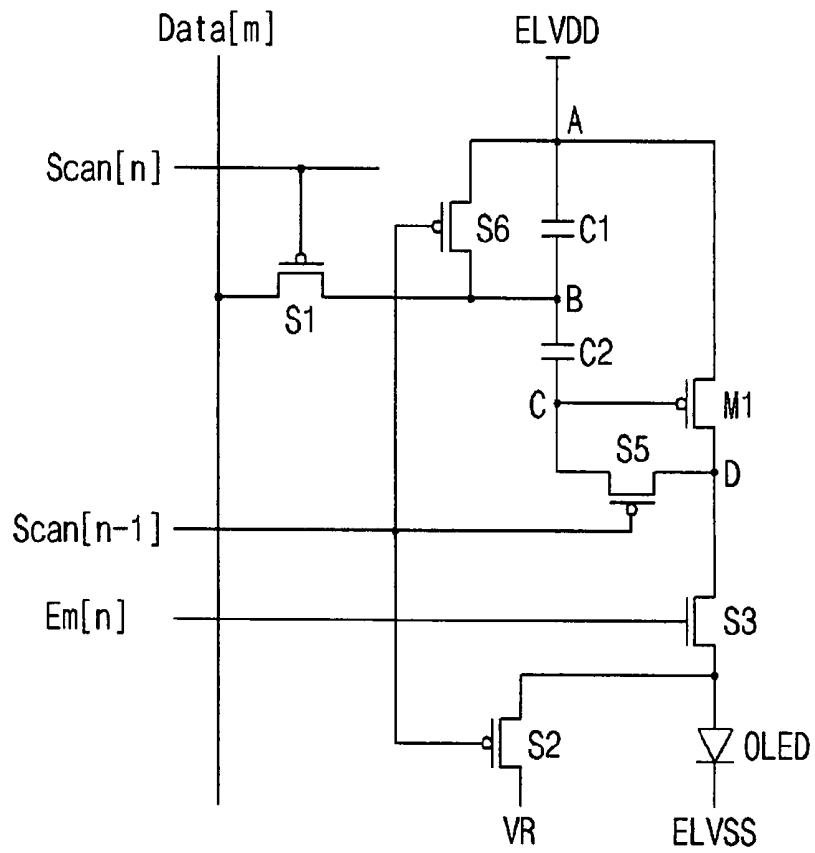 Data[m]
ELVDD
A
Scan[n]
S6
C1
S1
B
C2
C
M1
S5
D
Scan[n-1]
Em[n]
S3
S2
OLED
VR
ELVSS